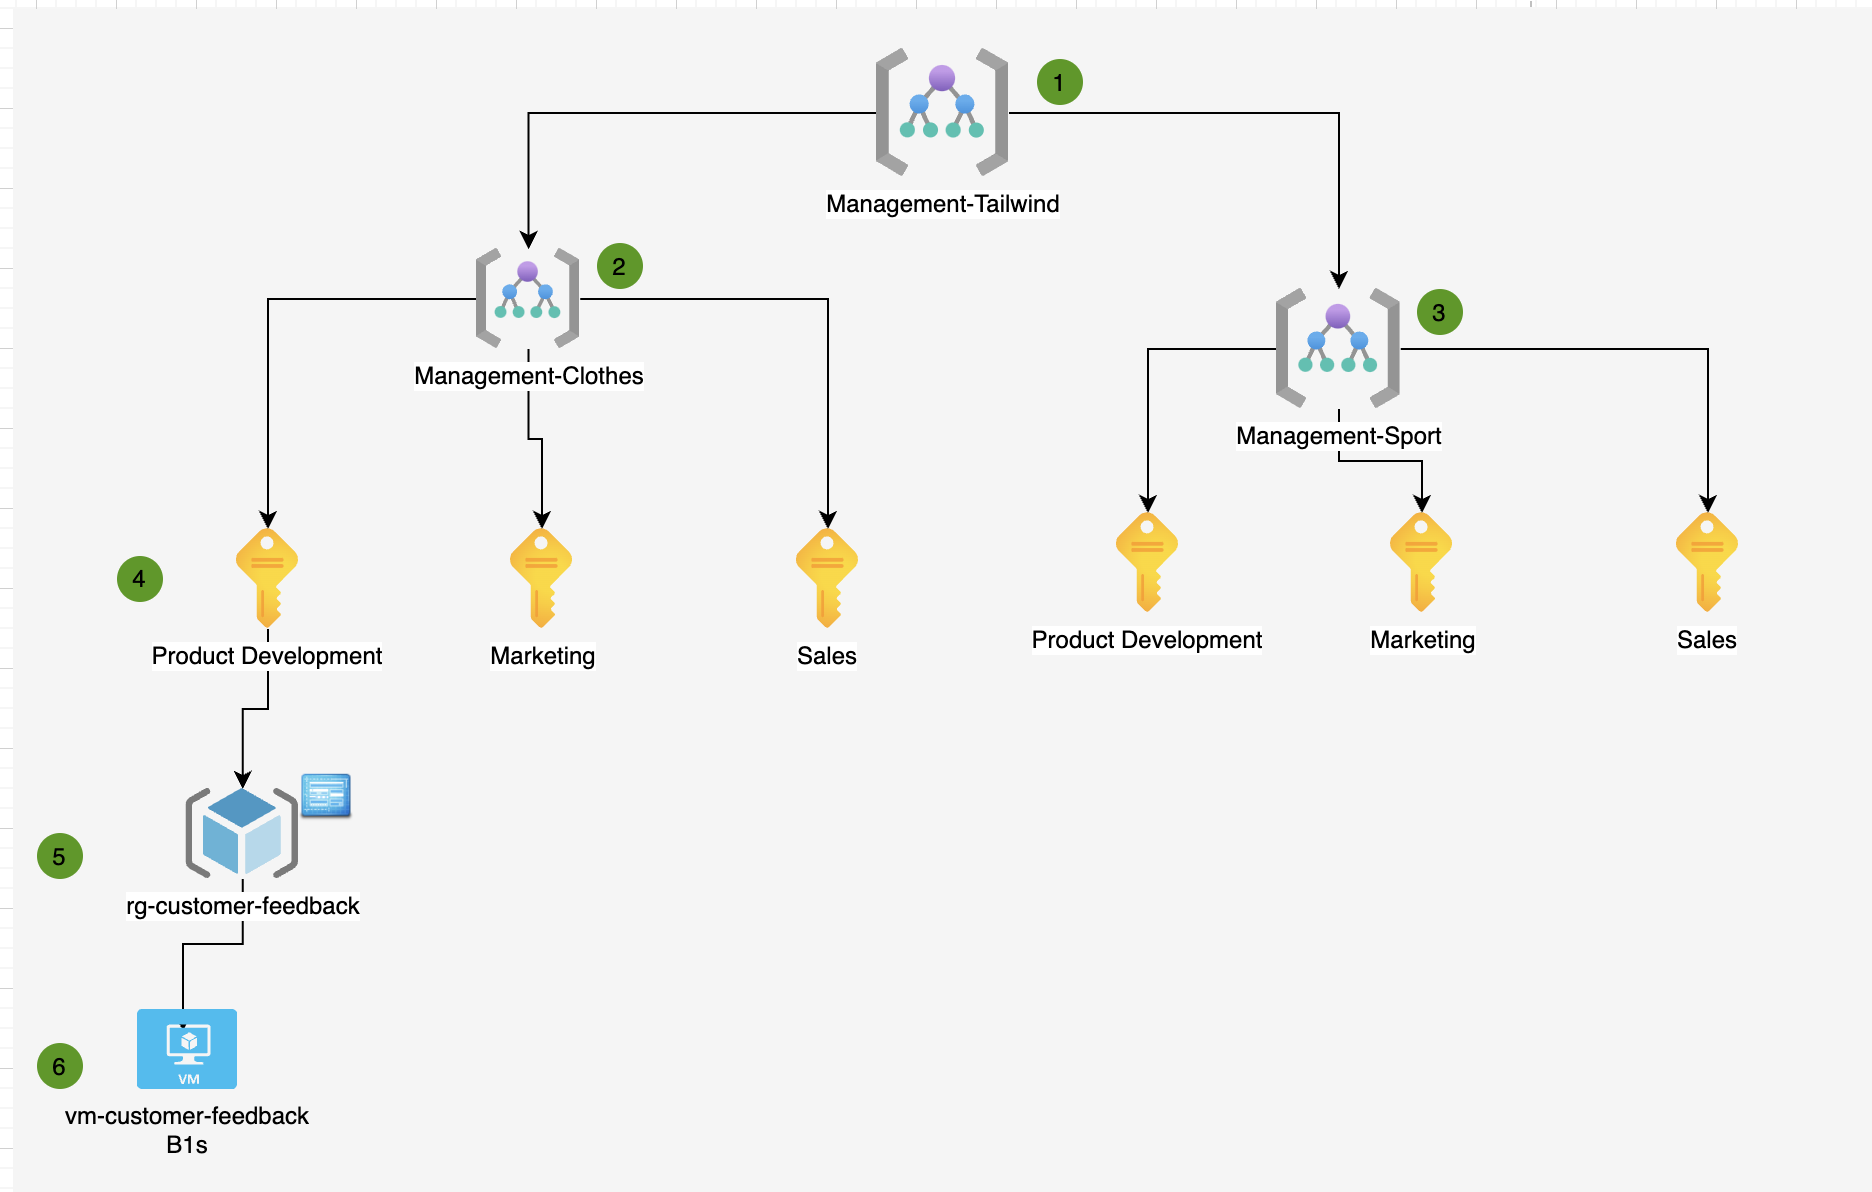 1
Management-Tailwind
2
Management-Clothes
3
Management-Sport
4
Product Development
Marketing
Sales
Product Development
Marketing
Sales
5
rg-customer-feedback
6
VM
vm-customer-feedback
B1s